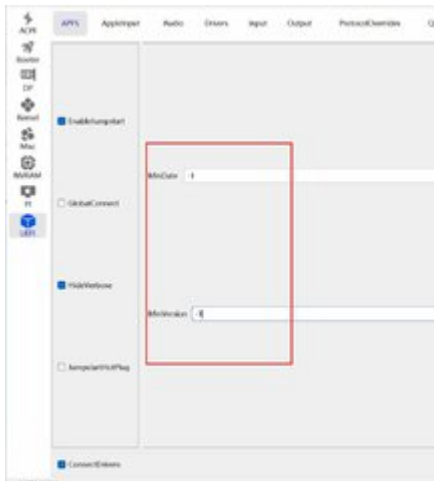 APFS AppleInput Audio Drivers Input Output ProtocolOverrides
ACPI
Booter
DP
Kernel
Misc
NVRAM
PI
UEFI
EnableJumpstart
GlobalConnect
HideVerbose
JumpstartHotPlug
ConnectDrivers
MinDate -1
MinVersion -1